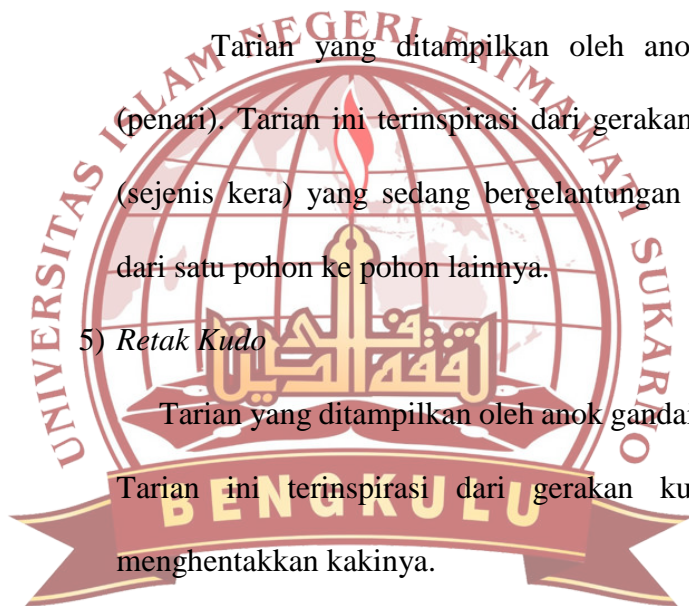 Tarian yang ditampilkan oleh ano
(penari). Tarian ini terinspirasi dari gerakan
(sejenis kera) yang sedang bergelantungan
dari satu pohon ke pohon lainnya.
5) Retak Kudo
Tarian yang ditampilkan oleh anok gandai
Tarian ini terinspirasi dari gerakan ku
menghentakkan kakinya.
UNIVERSITAS ISLAM NEGERI FATMAWATI SUKARNO
BENGKULU